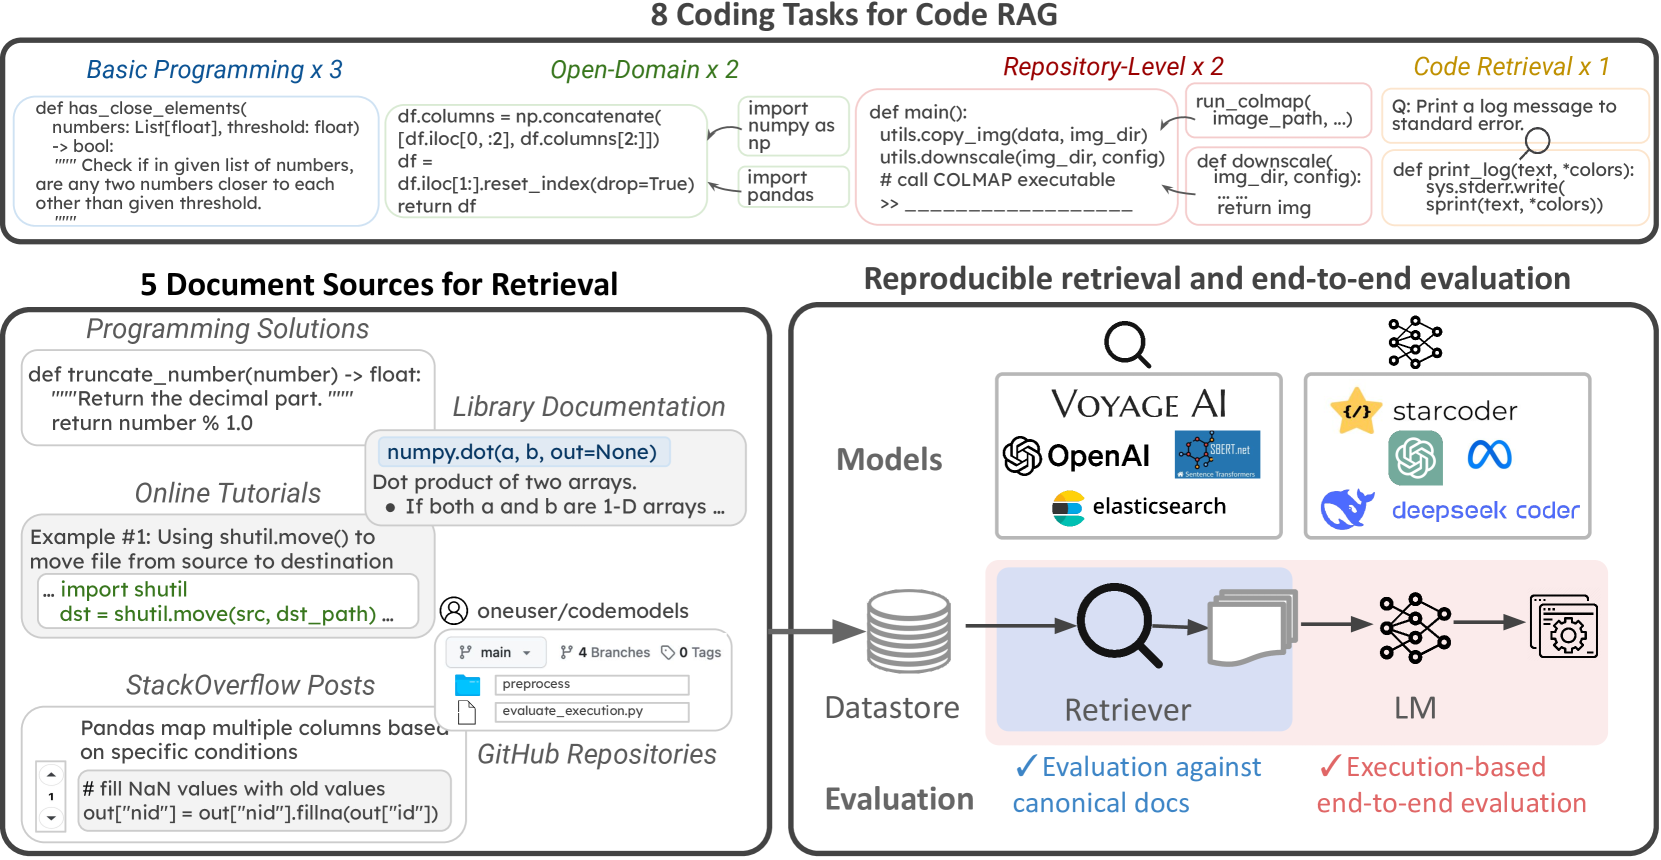 8 Coding Tasks for Code RAG
Basic Programming x 3
def has_close_elements(
numbers: List[float], threshold: float)
-> bool:
""" Check if in given list of numbers,
are any two numbers closer to each
other than given threshold.
"""
Open-Domain x 2
df.columns = np.concatenate(
[df.iloc[0, :2], df.columns[2:]])
df =
df.iloc[1:].reset_index(drop=True)
return df
import
numpy as
np
import
pandas
Repository-Level x 2
def main():
utils.copy_img(data, img_dir)
utils.downscale(img_dir, config)
# call COLMAP executable
>> ___________________
run_colmap(
image_path, ...)
def downscale(
img_dir, config):
... ...
return img
Code Retrieval x 1
Q: Print a log message to
standard error.
def print_log(text, *colors):
sys.stderr.write(
sprint(text, *colors))
5 Document Sources for Retrieval
Programming Solutions
def truncate_number(number) -> float:
"""Return the decimal part. """
return number % 1.0
Library Documentation
numpy.dot(a, b, out=None)
Dot product of two arrays.
● If both a and b are 1-D arrays ...
Online Tutorials
Example #1: Using shutil.move() to
move file from source to destination
... import shutil
dst = shutil.move(src, dst_path) ...
oneuser/codemodels
main
4 Branches
0 Tags
preprocess
evaluate_execution.py
GitHub Repositories
StackOverflow Posts
Pandas map multiple columns based
on specific conditions
1
# fill NaN values with old values
out["nid"] = out["nid"].fillna(out["id"])
Reproducible retrieval and end-to-end evaluation
Models
VOYAGE AI
OpenAI
SBERT.net
Sentence Transformers
elasticsearch
{/}
starcoder
deepseek coder
Datastore
Retriever
LM
Evaluation
✓Evaluation against
canonical docs
✓Execution-based
end-to-end evaluation